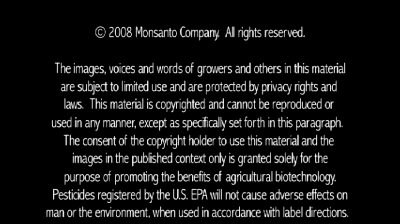 © 2008 Monsanto Company.  All rights reserved.
The images, voices and words of growers and others in this material
are subject to limited use and are protected by privacy rights and
laws.  This material is copyrighted and cannot be reproduced or
used in any manner, except as specifically set forth in this paragraph.
The consent of the copyright holder to use this material and the
images in the published context only is granted solely for the
purpose of promoting the benefits of agricultural biotechnology.
Pesticides registered by the U.S. EPA will not cause adverse effects on
man or the environment, when used in accordance with label directions.